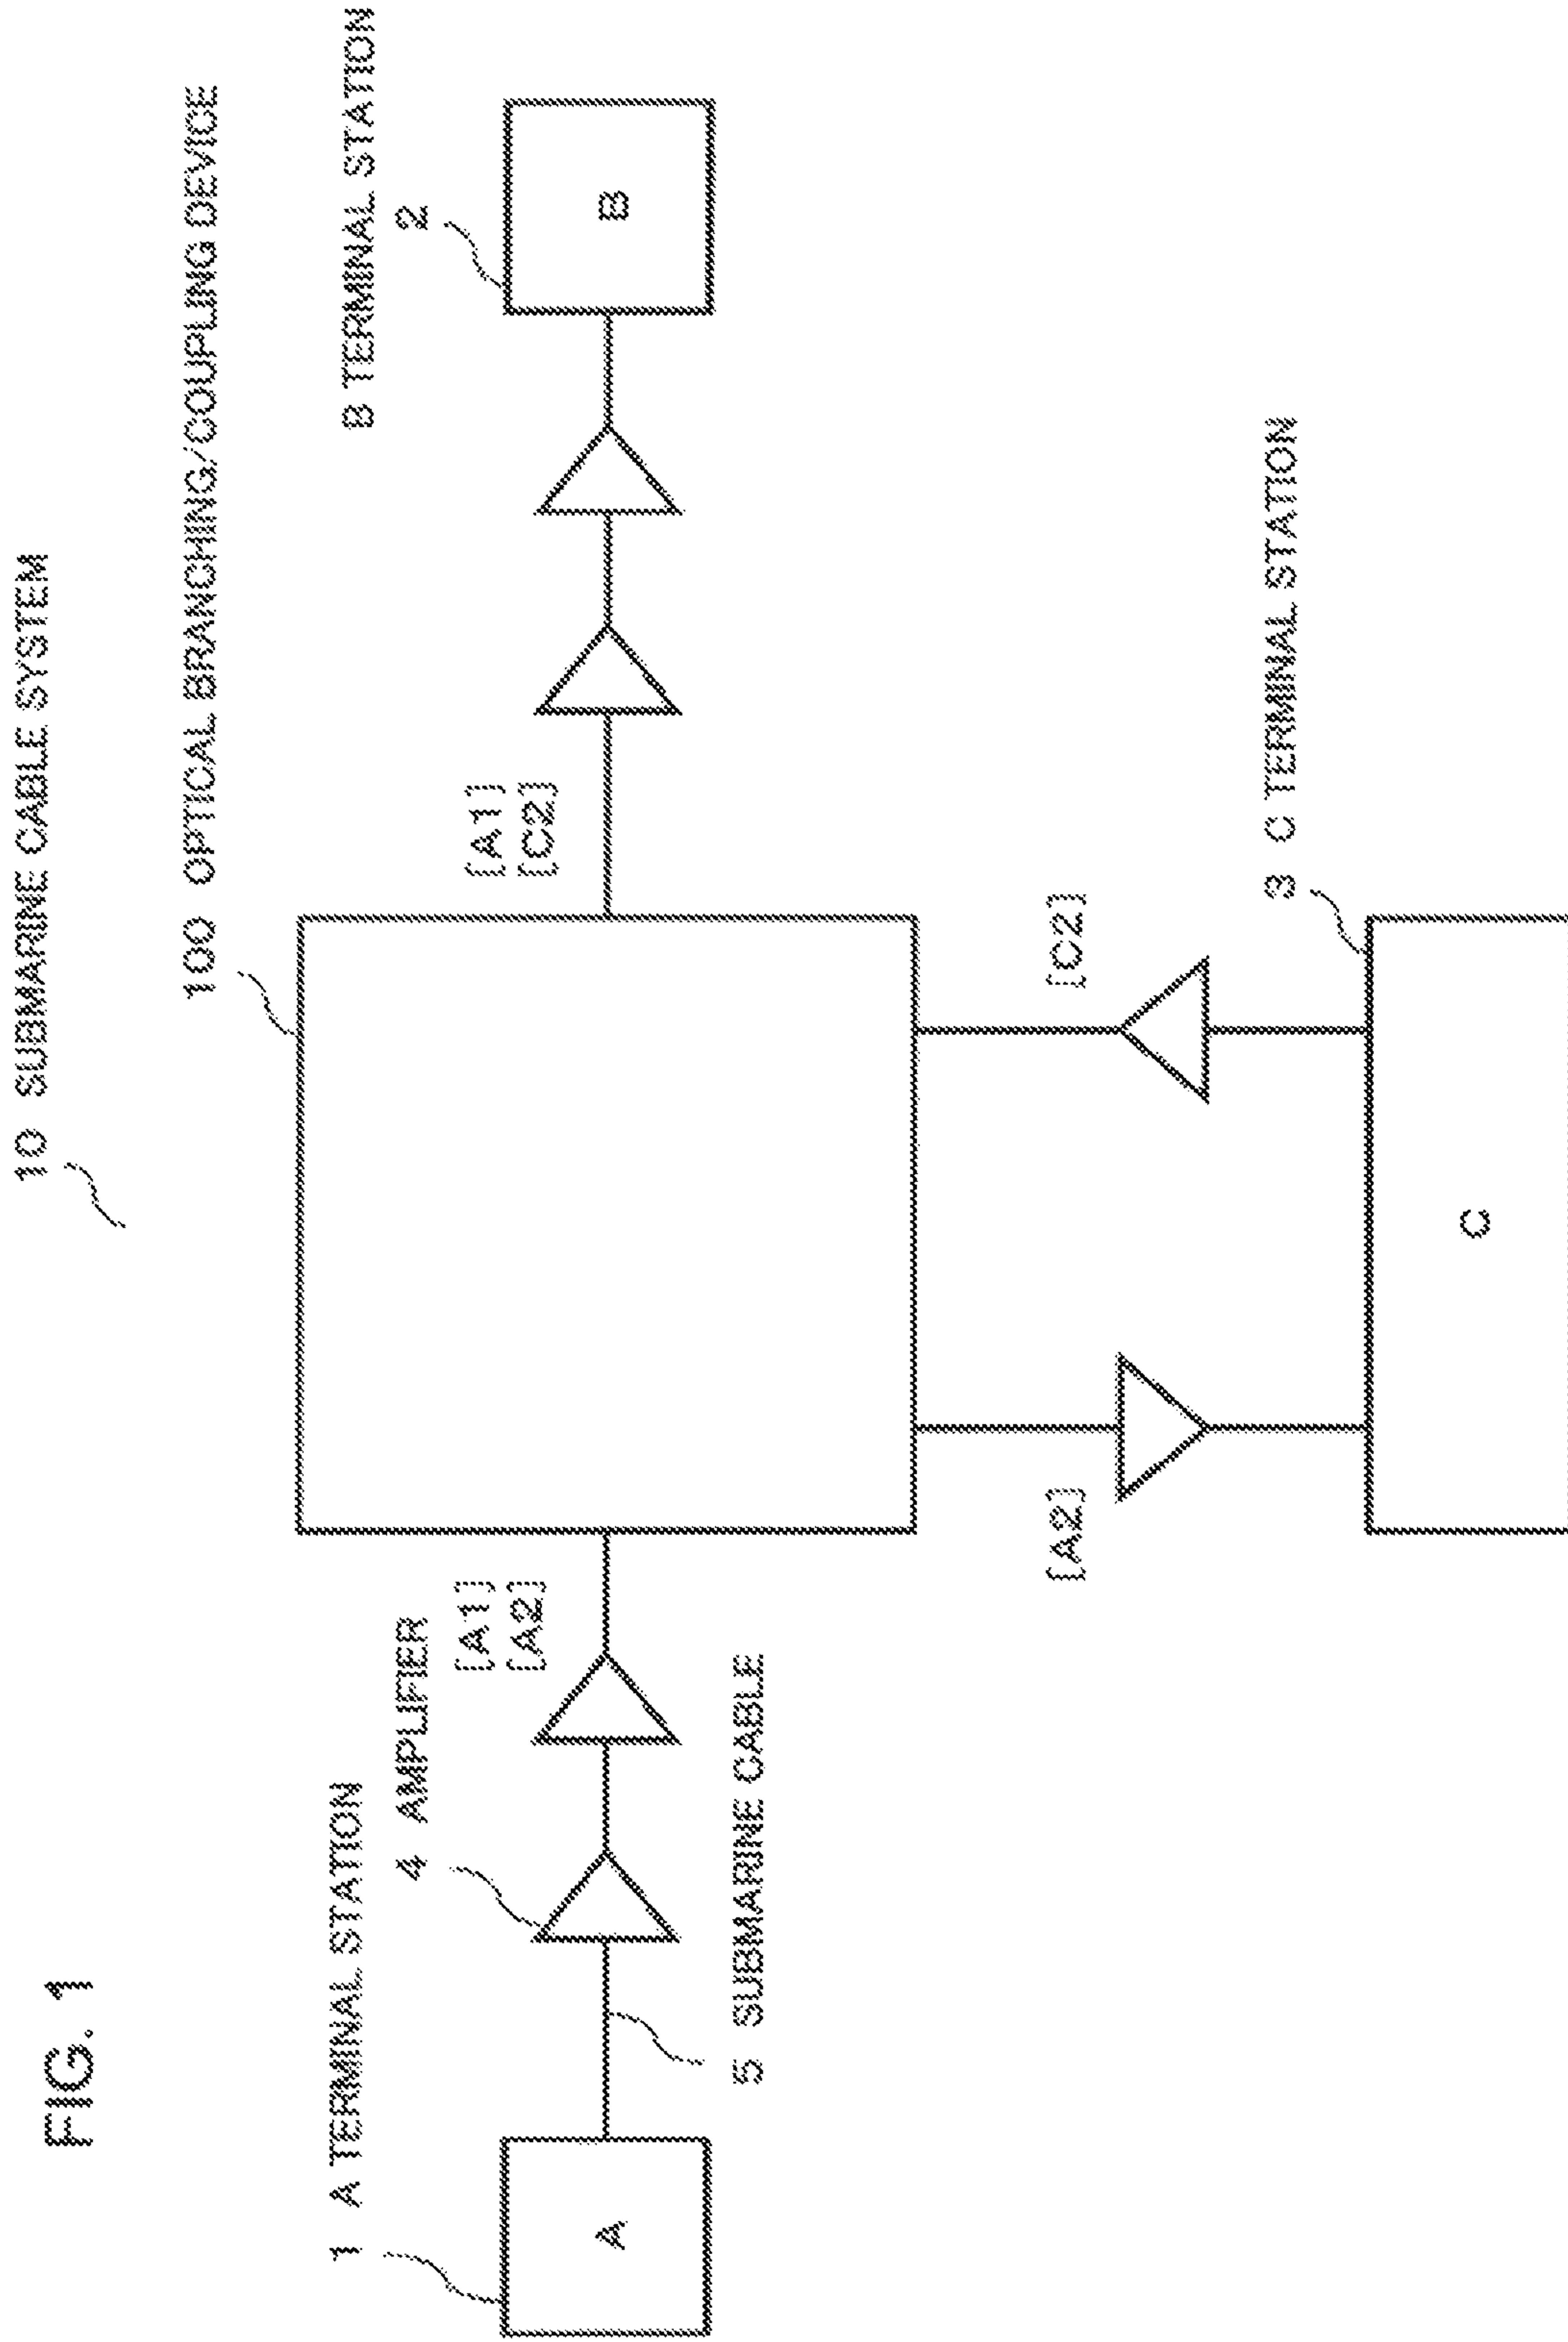 FIG. 1
10 SUBMARINE CABLE SYSTEM
100 OPTICAL BRANCHING/COUPLING DEVICE
1 A TERMINAL STATION
B TERMINAL STATION
2
4 AMPLIFIER
[A1]
[A2]
[A1]
[C2]
A
B
5 SUBMARINE CABLE
[A2]
[C2]
3 C TERMINAL STATION
C